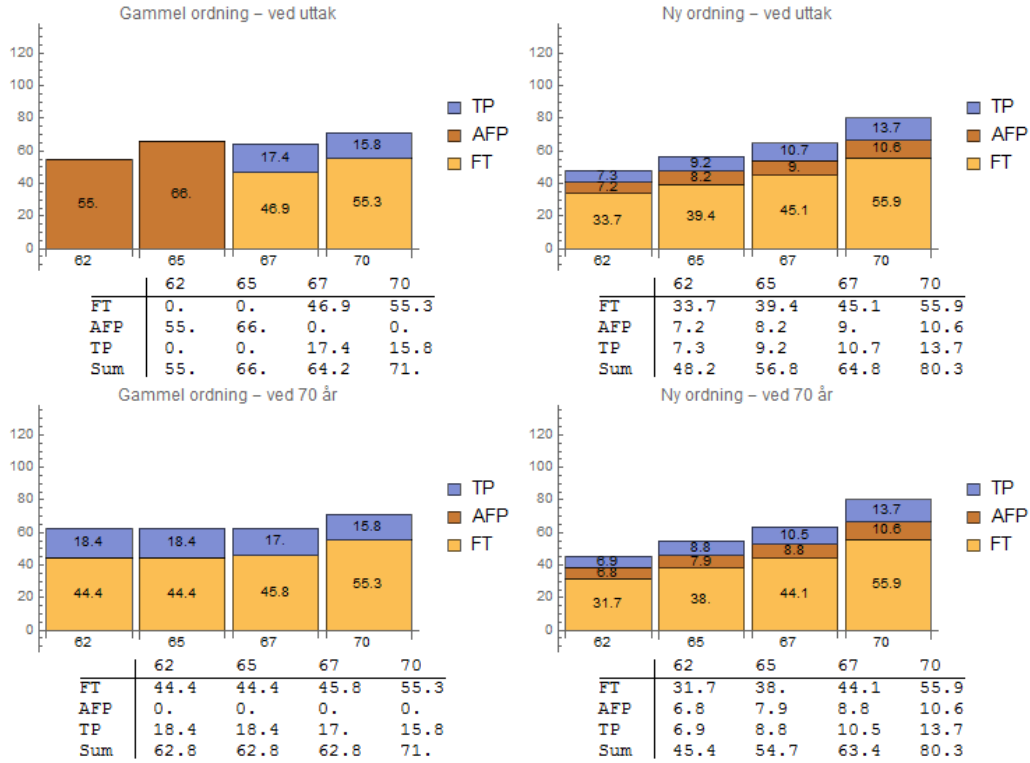 Gammel ordning – ved uttak
120
100
80
60
40
20
0
55.
66.
17.4
46.9
15.8
55.3
62 65 67 70
TP
AFP
FT
62 65 67 70
FT 0. 0. 46.9 55.3
AFP 55. 66. 0. 0.
TP 0. 0. 17.4 15.8
Sum 55. 66. 64.2 71.
Ny ordning – ved uttak
120
100
80
60
40
20
0
7.3
7.2
33.7
9.2
8.2
39.4
10.7
9.
45.1
13.7
10.6
55.9
62 65 67 70
TP
AFP
FT
62 65 67 70
FT 33.7 39.4 45.1 55.9
AFP 7.2 8.2 9. 10.6
TP 7.3 9.2 10.7 13.7
Sum 48.2 56.8 64.8 80.3
Gammel ordning – ved 70 år
120
100
80
60
40
20
0
18.4
44.4
18.4
44.4
17.
45.8
15.8
55.3
62 65 67 70
TP
AFP
FT
62 65 67 70
FT 44.4 44.4 45.8 55.3
AFP 0. 0. 0. 0.
TP 18.4 18.4 17. 15.8
Sum 62.8 62.8 62.8 71.
Ny ordning – ved 70 år
120
100
80
60
40
20
0
6.9
6.8
31.7
8.8
7.9
38.
10.5
8.8
44.1
13.7
10.6
55.9
62 65 67 70
TP
AFP
FT
62 65 67 70
FT 31.7 38. 44.1 55.9
AFP 6.8 7.9 8.8 10.6
TP 6.9 8.8 10.5 13.7
Sum 45.4 54.7 63.4 80.3